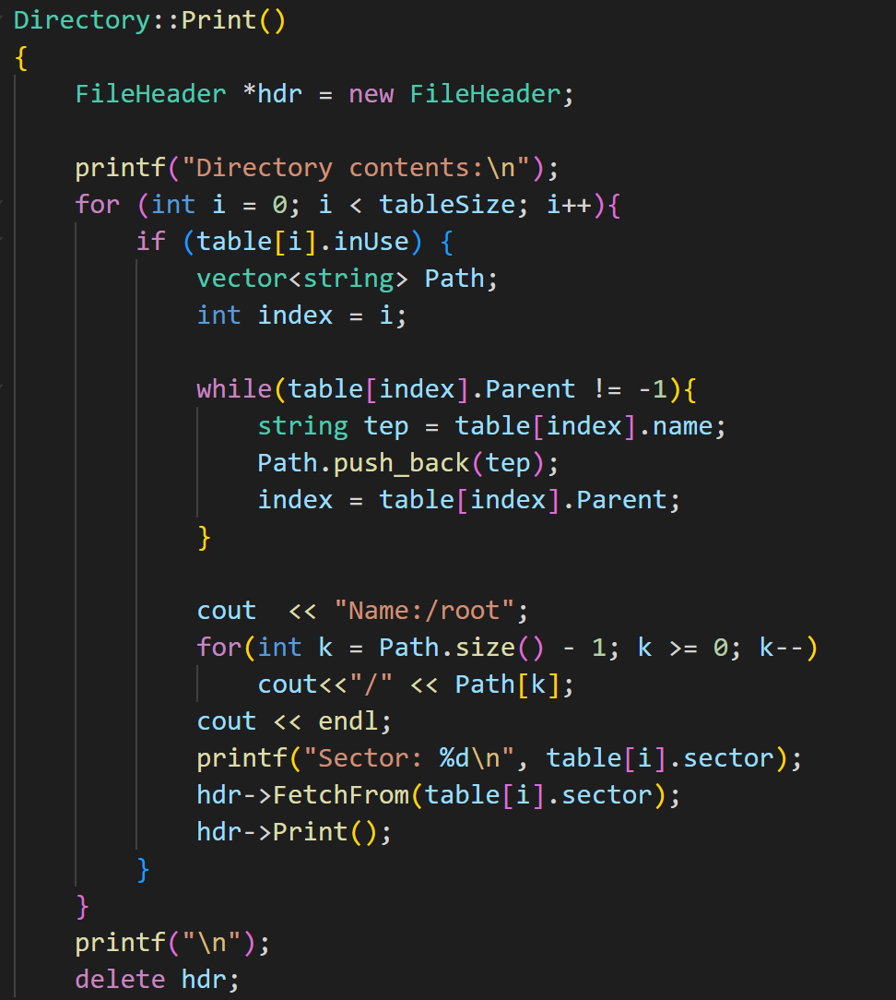 Directory::Print()
{
    FileHeader *hdr = new FileHeader;

    printf("Directory contents:\n");
    for (int i = 0; i < tableSize; i++){
        if (table[i].inUse) {
            vector<string> Path;
            int index = i;

            while(table[index].Parent != -1){
                string tep = table[index].name;
                Path.push_back(tep);
                index = table[index].Parent;
            }

            cout  << "Name:/root";
            for(int k = Path.size() - 1; k >= 0; k--)
                cout<<"/" << Path[k];
            cout << endl;
            printf("Sector: %d\n", table[i].sector);
            hdr->FetchFrom(table[i].sector);
            hdr->Print();
        }
    }
    printf("\n");
    delete hdr;